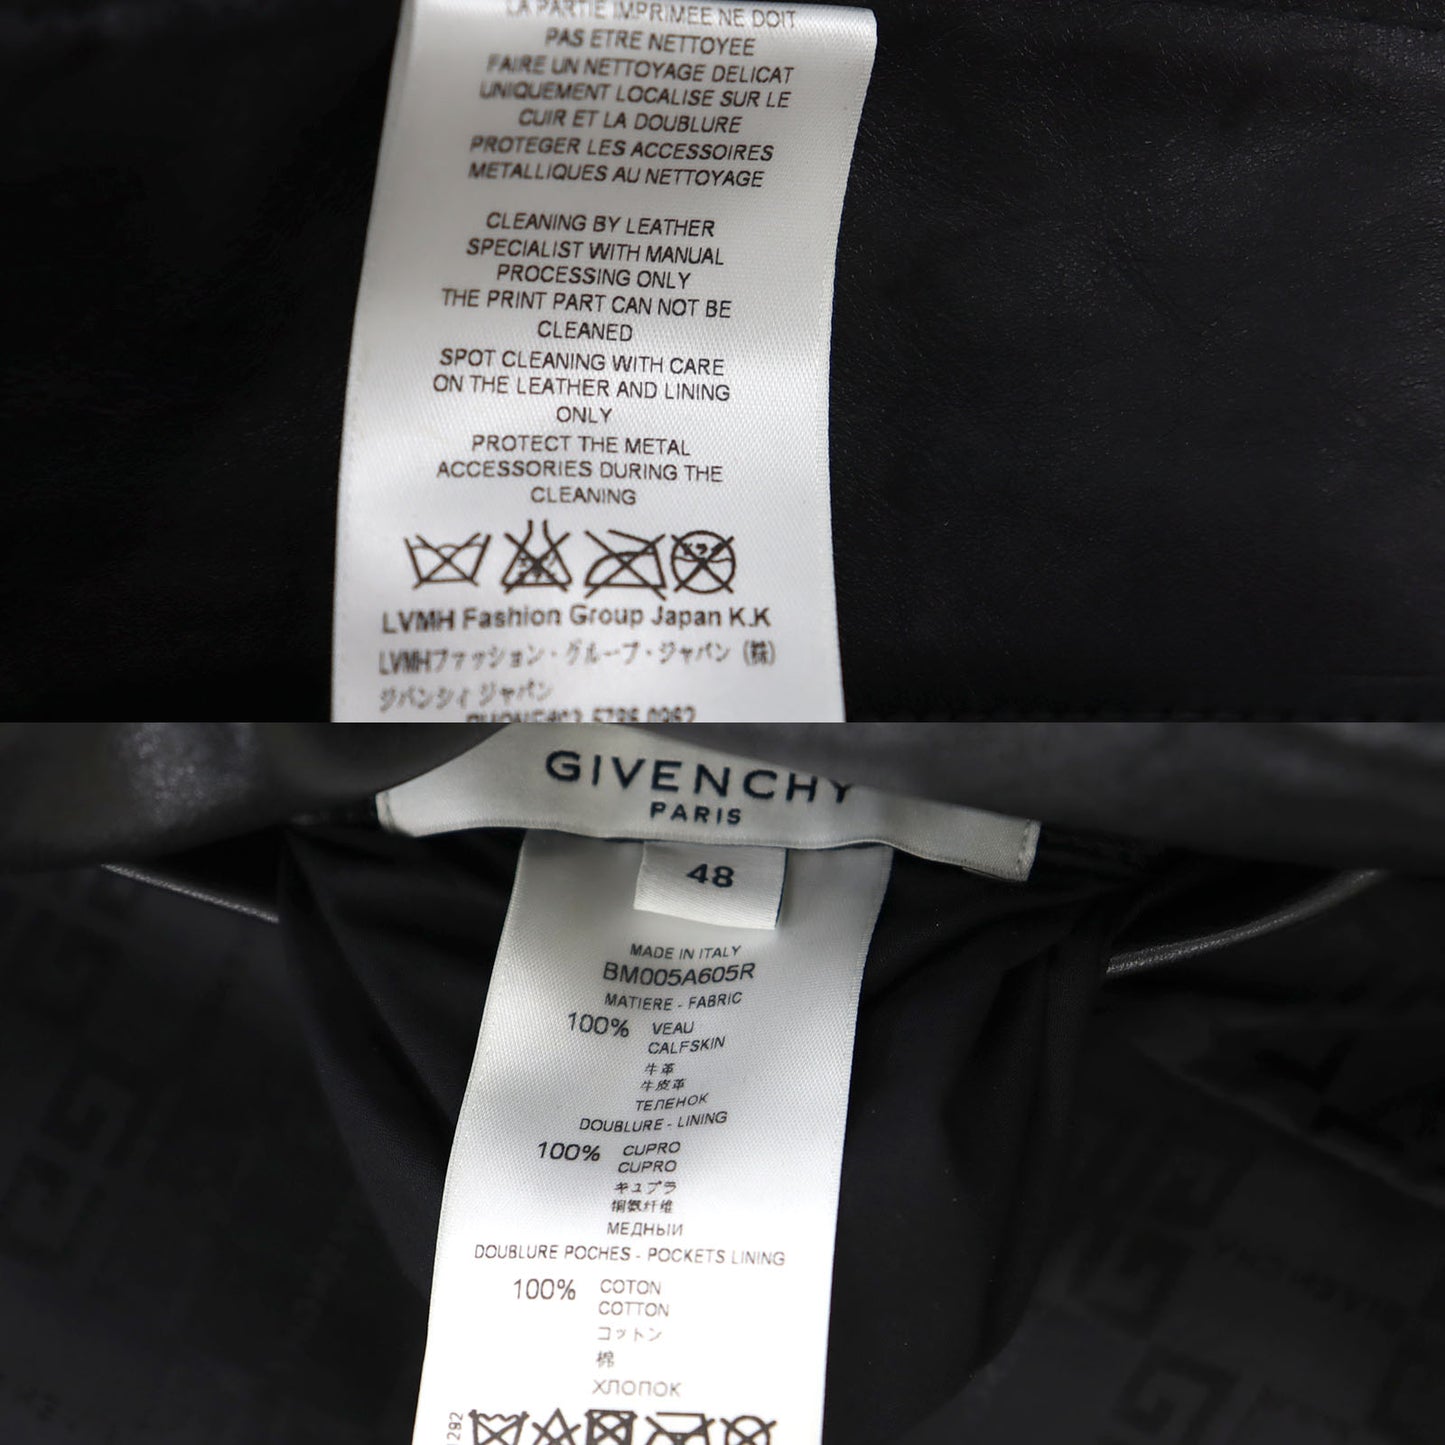 LA PARTIE IMPRIMEE NE DOIT
PAS ETRE NETTOYEE
FAIRE UN NETTOYAGE DELICAT
UNIQUEMENT LOCALISE SUR LE
CUIR ET LA DOUBLURE
PROTEGER LES ACCESSOIRES
METALLIQUES AU NETTOYAGE
CLEANING BY LEATHER
SPECIALIST WITH MANUAL
PROCESSING ONLY
THE PRINT PART CAN NOT BE
CLEANED
SPOT CLEANING WITH CARE
ON THE LEATHER AND LINING
ONLY
PROTECT THE METAL
ACCESSORIES DURING THE
CLEANING
LVMH Fashion Group Japan K.K
LVMHファッション・グループ・ジャパン（株）
ジバンシィ ジャパン
GIVENCHY
PARIS
48
MADE IN ITALY
BM005A605R
MATIERE - FABRIC
100% VEAU
CALFSKIN
牛革
牛皮革
ТЕЛЕНОК
DOUBLURE - LINING
100% CUPRO
CUPRO
キュプラ
铜氨纤维
МЕДНЫЙ
DOUBLURE POCHES - POCKETS LINING
100% COTON
COTTON
コットン
棉
ХЛОПОК
1292